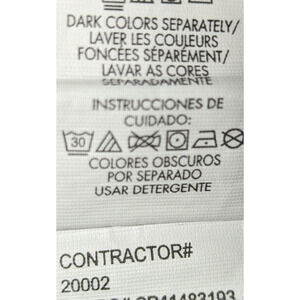 DARK COLORS SEPARATELY/
LAVER LES COULEURS
FONCÉES SÉPARÉMENT/
LAVAR AS CORES
SEPARADAMENTE
INSTRUCCIONES DE
CUIDADO:
30
COLORES OBSCUROS
POR SEPARADO
USAR DETERGENTE
CONTRACTOR#
20002